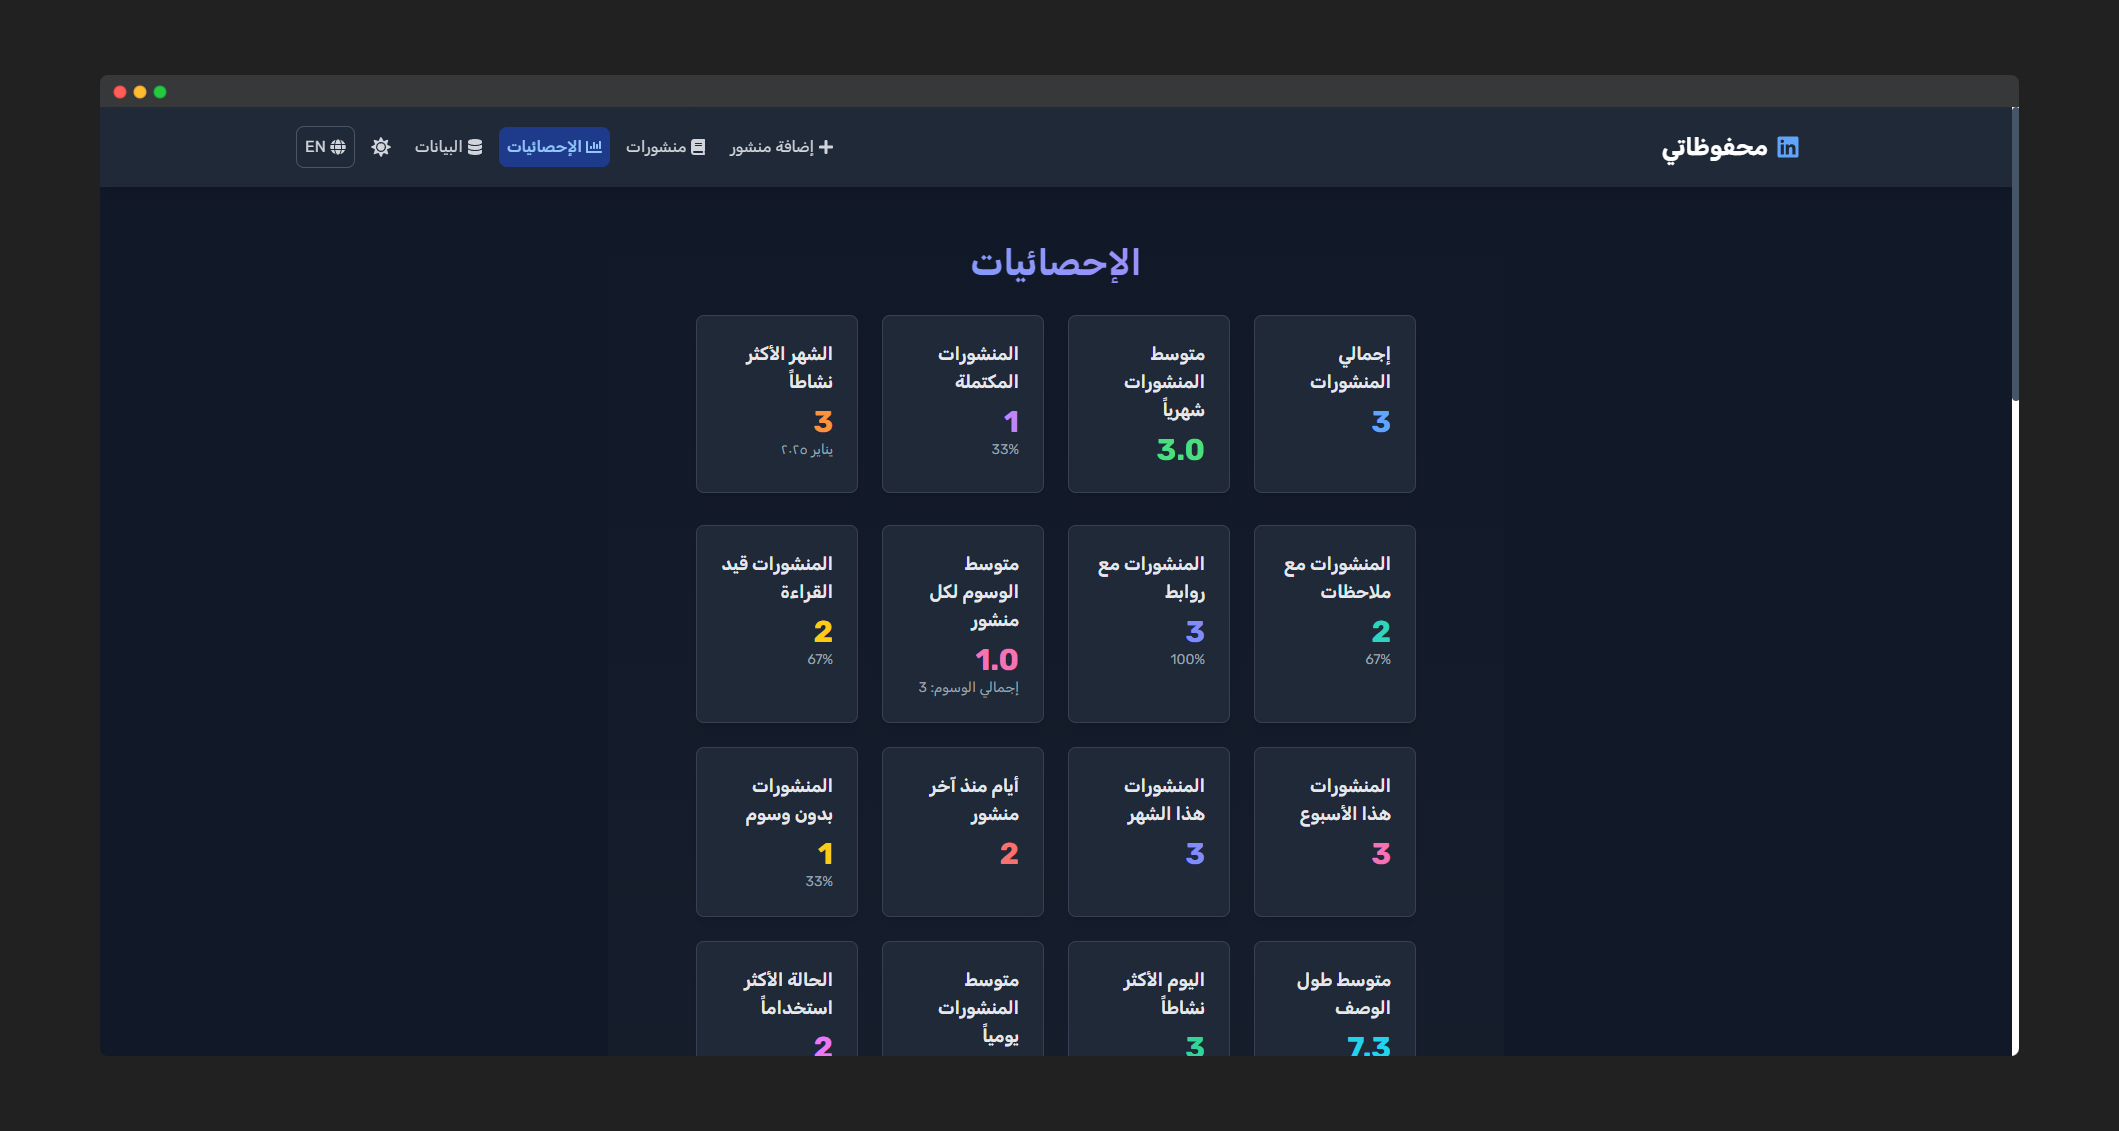 محفوظاتي
إضافة منشور
منشورات
الإحصائيات
البيانات
EN
الإحصائيات
إجمالي
المنشورات
3
متوسط
المنشورات
شهرياً
3.0
المنشورات
المكتملة
1
33%
الشهر الأكثر
نشاطاً
3
يناير ٢٠٢٥
المنشورات مع
ملاحظات
2
67%
المنشورات مع
روابط
3
100%
متوسط
الوسوم لكل
منشور
1.0
إجمالي الوسوم: 3
المنشورات قيد
القراءة
2
67%
المنشورات
هذا الأسبوع
3
المنشورات
هذا الشهر
3
أيام منذ آخر
منشور
2
المنشورات
بدون وسوم
1
33%
متوسط طول
الوصف
7.3
اليوم الأكثر
نشاطاً
3
متوسط
المنشورات
يومياً
الحالة الأكثر
استخداماً
2